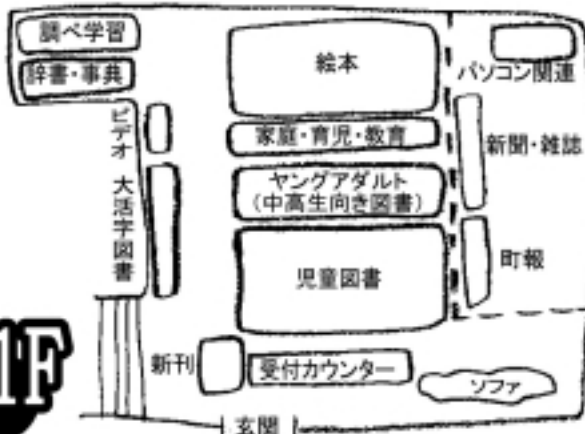 調べ学習
辞書・事典
絵本
パソコン関連
ビデオ
家庭・育児・教育
新聞・雑誌
大活字図書
ヤングアダルト
(中高生向き図書)
児童図書
町報
1F
新刊
受付カウンター
ソファ
玄関